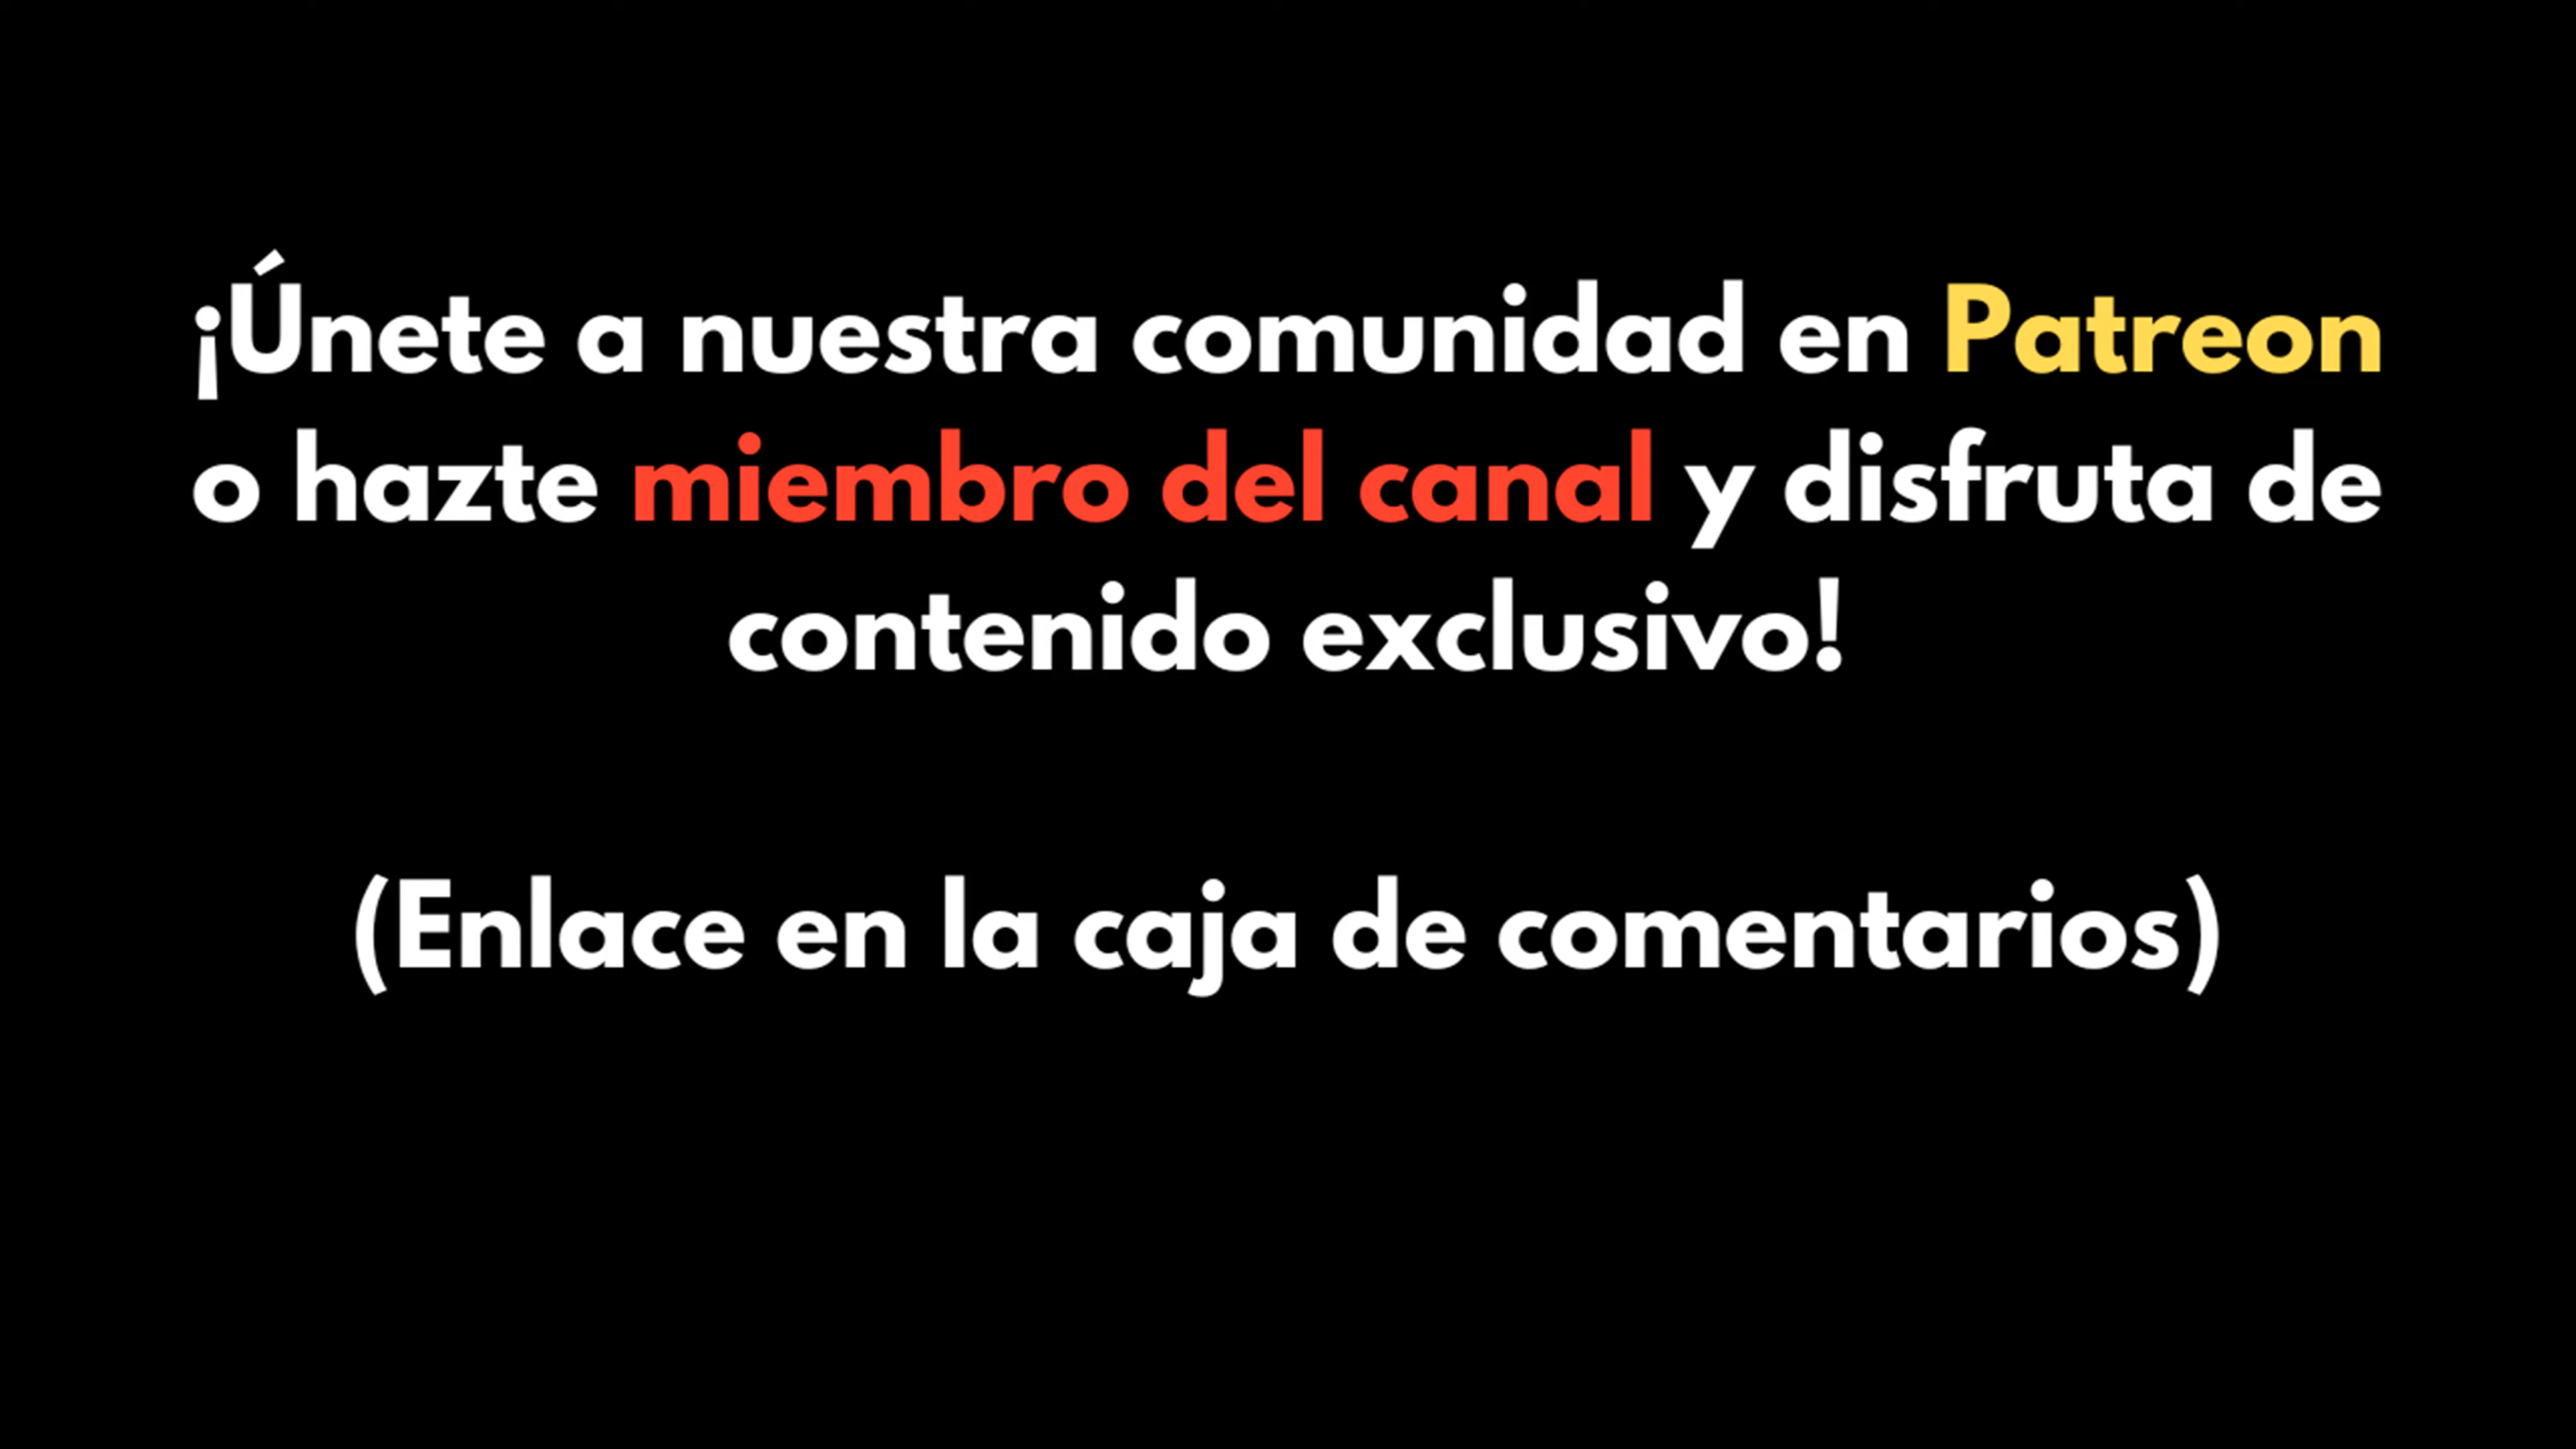 ¡Únete a nuestra comunidad en Patreon
o hazte miembro del canal y disfruta de
contenido exclusivo!
(Enlace en la caja de comentarios)